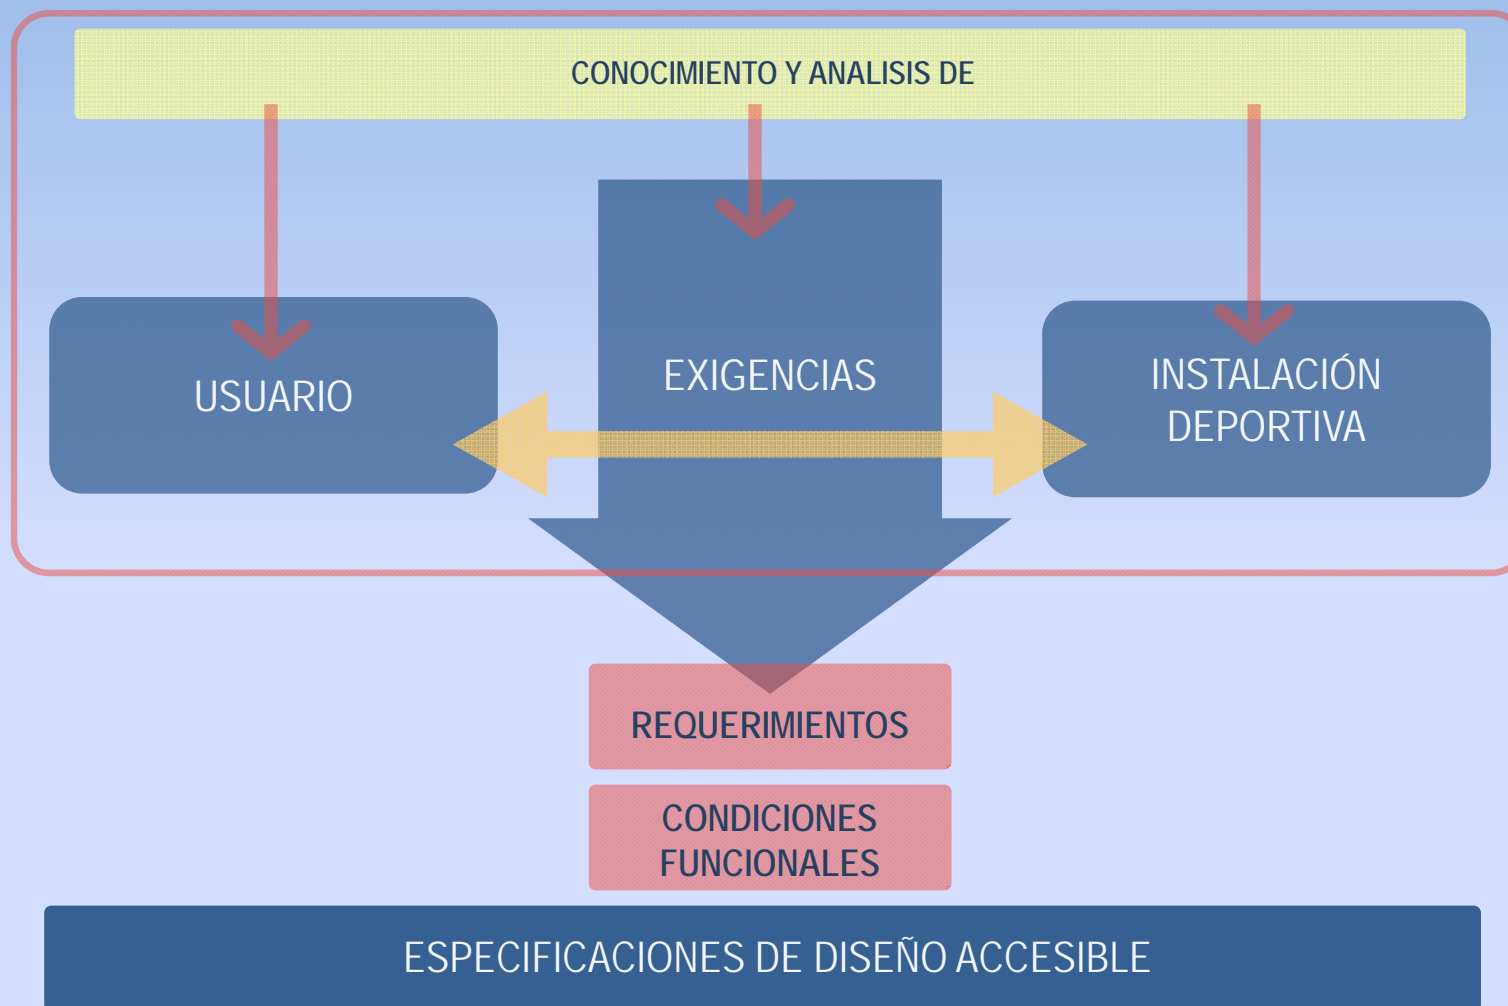 CONOCIMIENTO Y ANALISIS DE
USUARIO
EXIGENCIAS
INSTALACIÓN
DEPORTIVA
REQUERIMIENTOS
CONDICIONES
FUNCIONALES
ESPECIFICACIONES DE DISEÑO ACCESIBLE